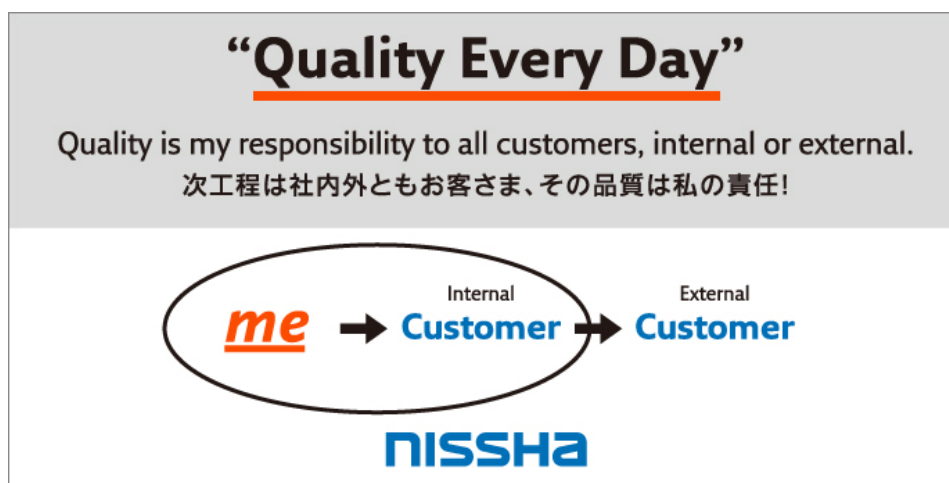 “Quality Every Day”
Quality is my responsibility to all customers, internal or external.
次工程は社内外ともお客さま、その品質は私の責任!
me
Internal
Customer
External
Customer
nissha